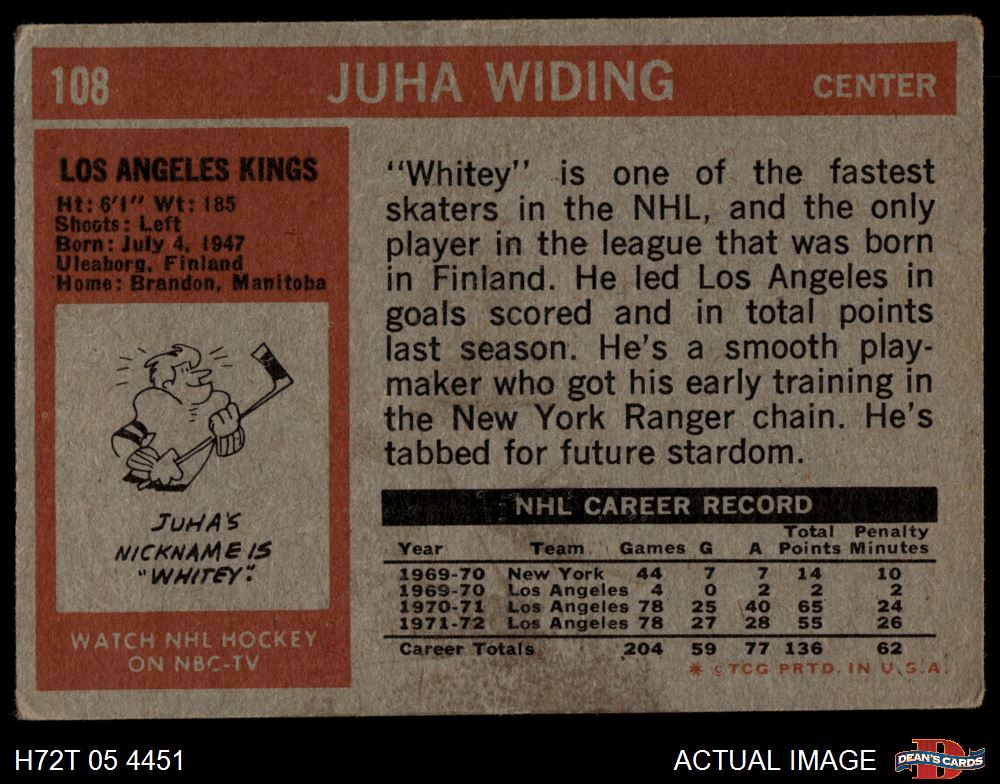 108 JUHA WIDING CENTER
LOS ANGELES KINGS
Ht: 6'1" Wt: 185
Shoots: Left
Born: July 4, 1947
Uleaborg, Finland
Home: Brandon, Manitoba
JUHA'S
NICKNAME IS
"WHITEY".
WATCH NHL HOCKEY
ON NBC-TV
"Whitey" is one of the fastest
skaters in the NHL, and the only
player in the league that was born
in Finland. He led Los Angeles in
goals scored and in total points
last season. He's a smooth play-
maker who got his early training in
the New York Ranger chain. He's
tabbed for future stardom.
NHL CAREER RECORD
Total Penalty
Year Team Games G A Points Minutes
1969-70 New York 44 7 7 14 10
1969-70 Los Angeles 4 0 2 2 2
1970-71 Los Angeles 78 25 40 65 24
1971-72 Los Angeles 78 27 28 55 26
Career Totals 204 59 77 136 62
* © TCG PRTD. IN U.S.A.
H72T 05 4451 ACTUAL IMAGE DEAN'S CARDS